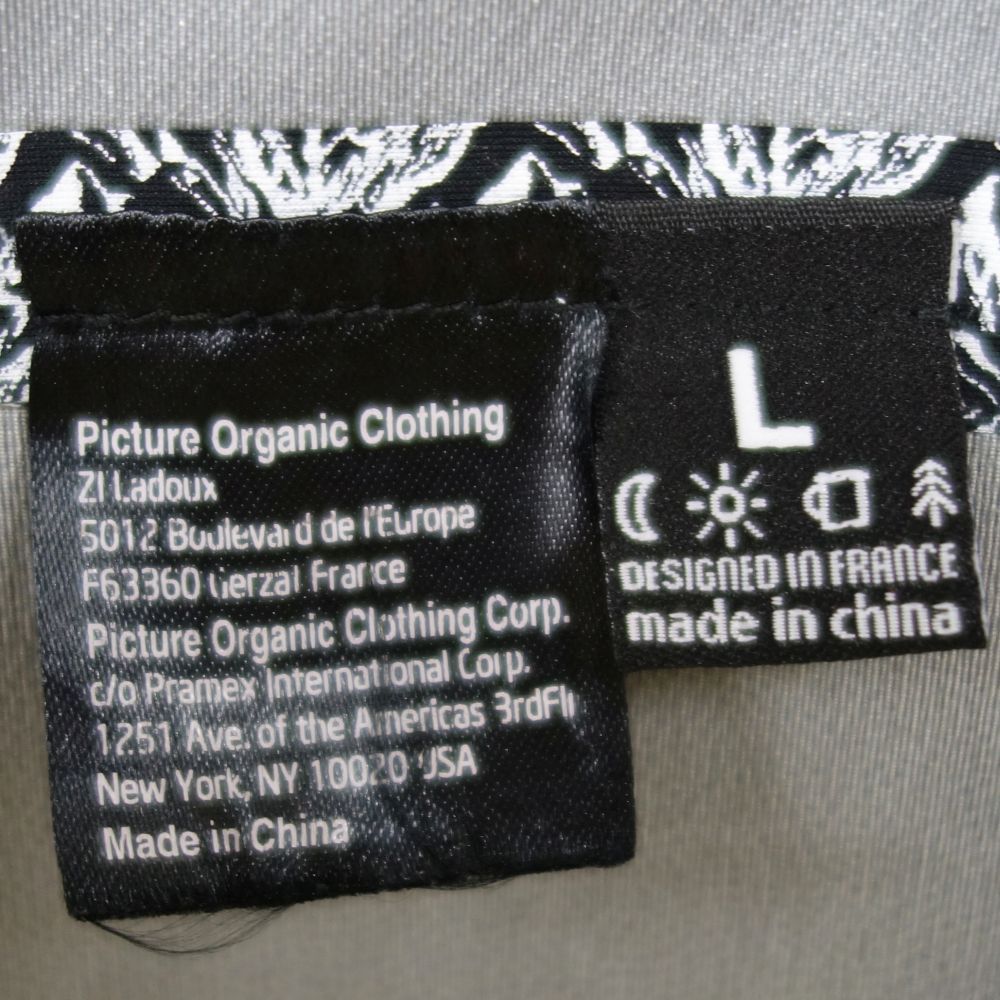 Picture Organic Clothing
ZI Ladoux
5012 Boulevard de l'Europe
F63360 Gerzat France
Picture Organic Clothing Corp.
c/o Pramex International Corp.
1251 Ave. of the Americas 3rdFlr
New York, NY 10020 USA
Made in China
L
DESIGNED IN FRANCE
made in china